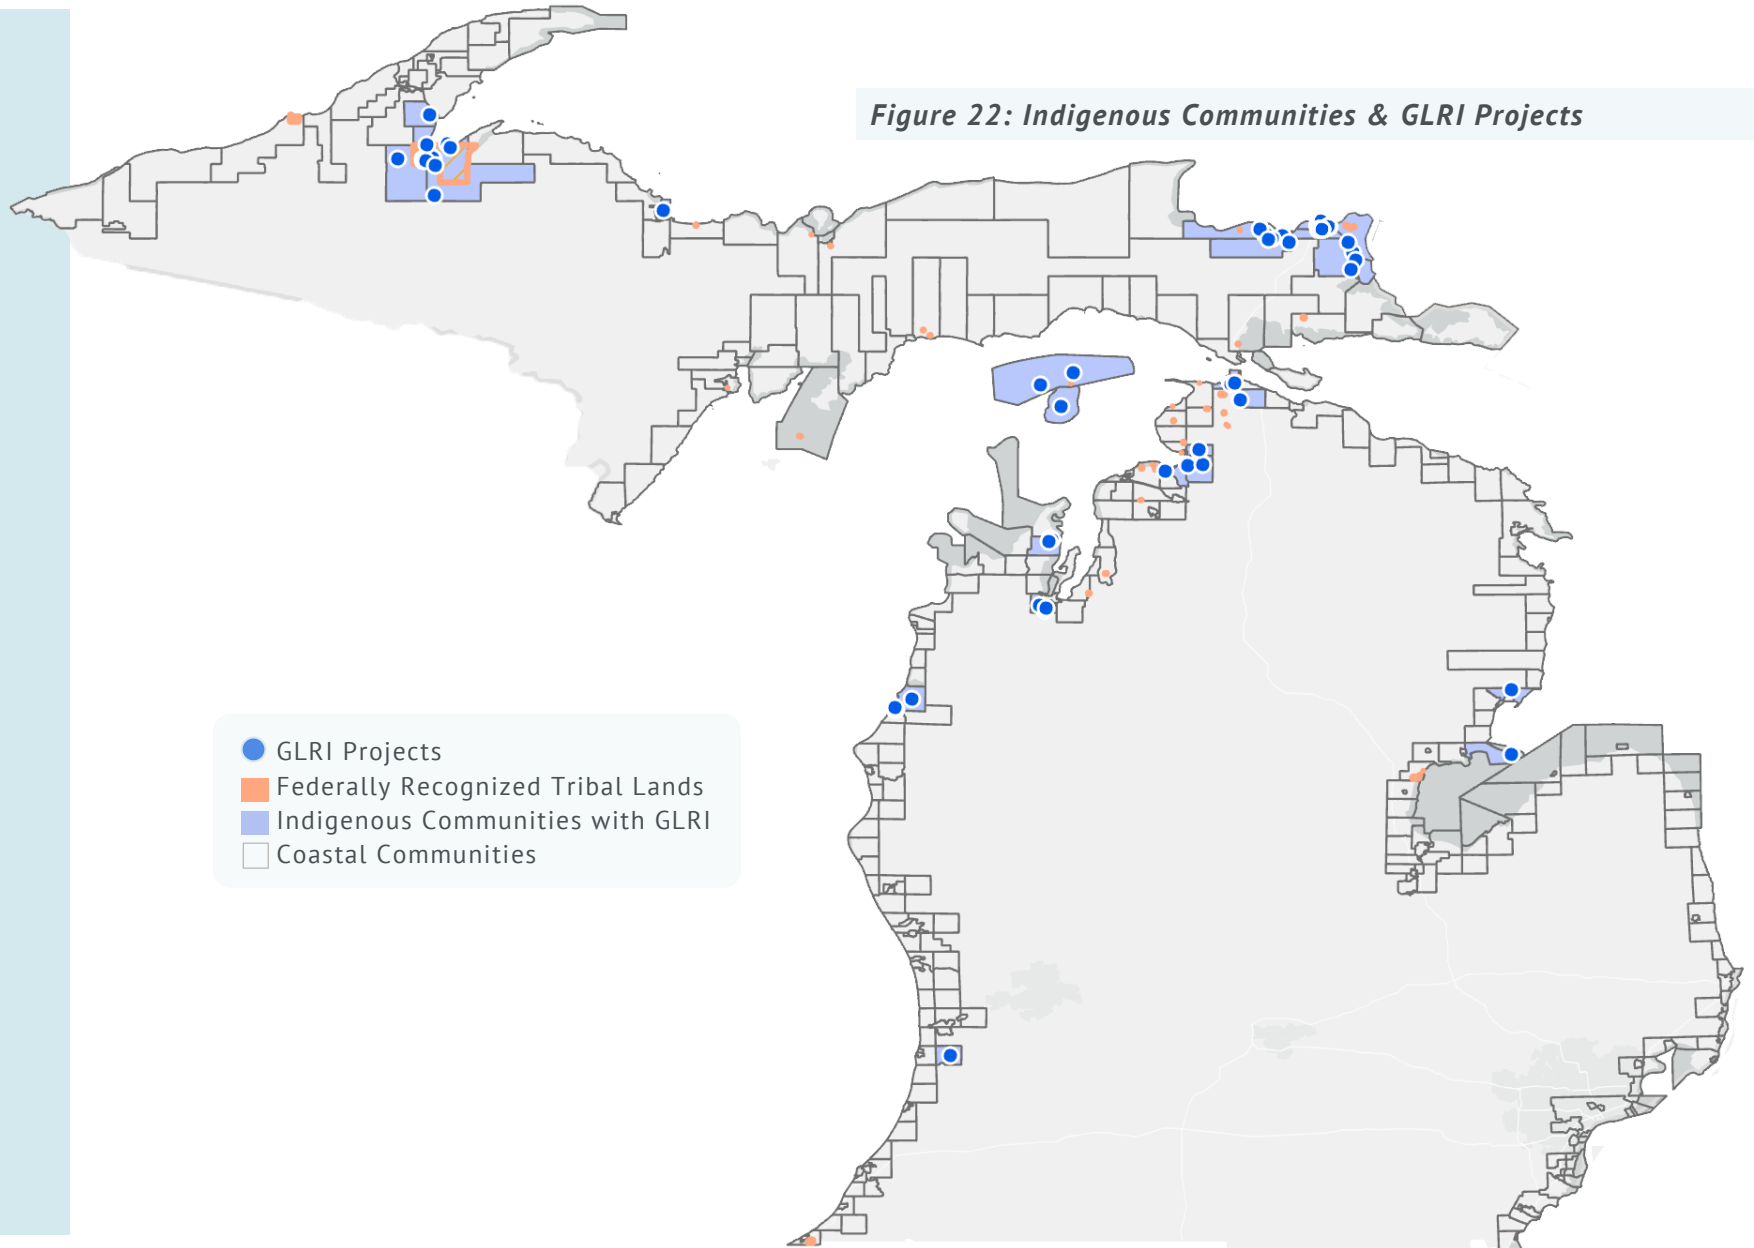 Figure 22: Indigenous Communities & GLRI Projects
GLRI Projects
Federally Recognized Tribal Lands
Indigenous Communities with GLRI
Coastal Communities